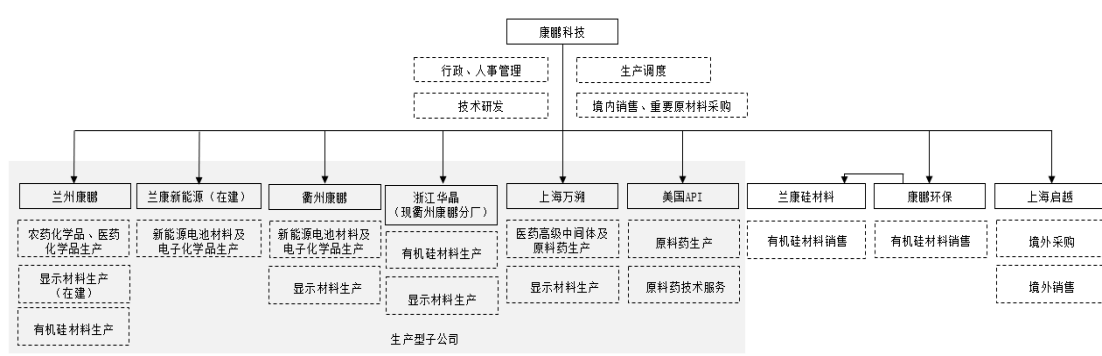 康鹏科技
行政、人事管理
生产调度
技术研发
境内销售、重要原材料采购
兰州康鹏
兰康新能源（在建）
衢州康鹏
浙江华晶
（现衢州康鹏分厂）
上海万溯
美国API
兰康硅材料
康鹏环保
上海启越
农药化学品、医药
化学品生产
新能源电池材料及
电子化学品生产
新能源电池材料及
电子化学品生产
有机硅材料生产
医药高级中间体及
原料药生产
原料药生产
有机硅材料销售
有机硅材料销售
境外采购
显示材料生产
（在建）
显示材料生产
显示材料生产
显示材料生产
原料药技术服务
境外销售
有机硅材料生产
生产型子公司